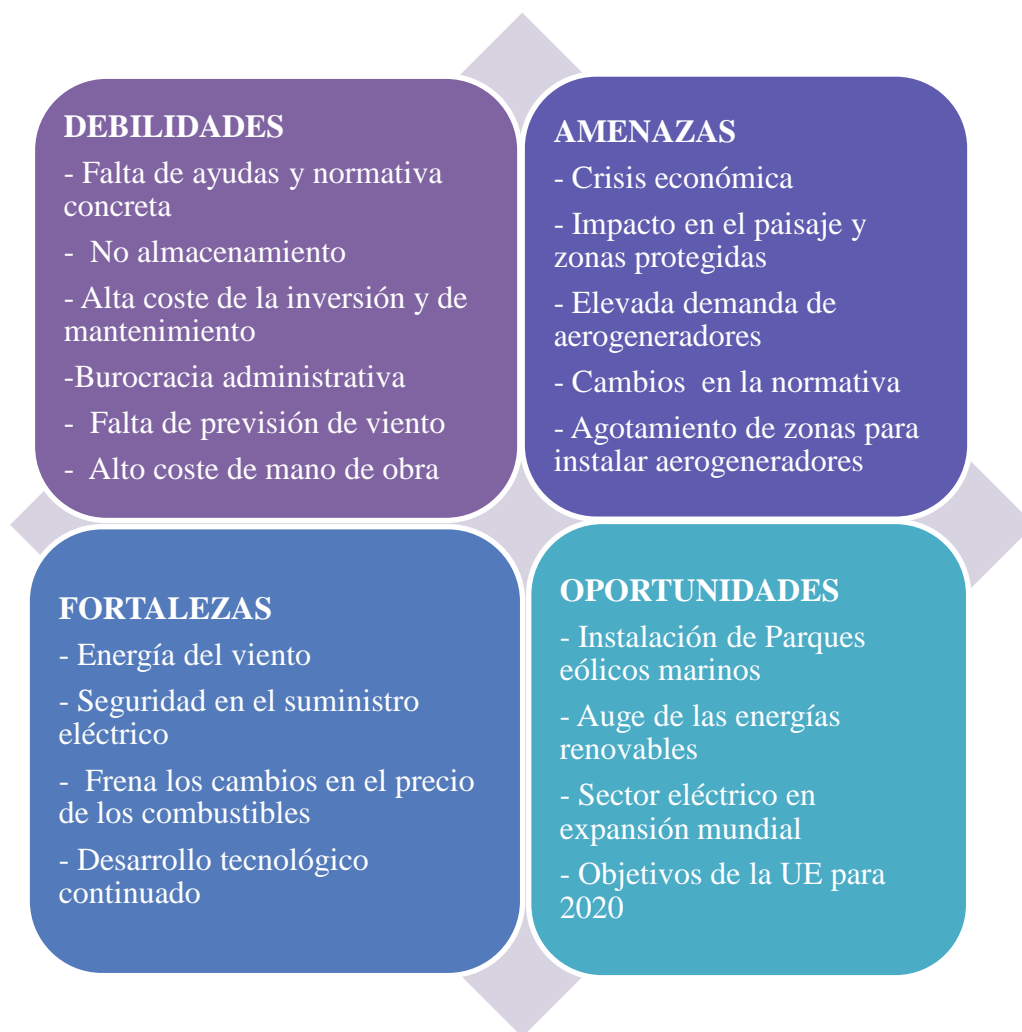 DEBILIDADES
- Falta de ayudas y normativa
concreta
-  No almacenamiento
- Alta coste de la inversión y de
mantenimiento
-Burocracia administrativa
-  Falta de previsión de viento
-  Alto coste de mano de obra
AMENAZAS
- Crisis económica
- Impacto en el paisaje y
zonas protegidas
- Elevada demanda de
aerogeneradores
- Cambios  en la normativa
- Agotamiento de zonas para
instalar aerogeneradores
FORTALEZAS
- Energía del viento
- Seguridad en el suministro
eléctrico
-  Frena los cambios en el precio
de los combustibles
- Desarrollo tecnológico
continuado
OPORTUNIDADES
- Instalación de Parques
eólicos marinos
- Auge de las energías
renovables
- Sector eléctrico en
expansión mundial
- Objetivos de la UE para
2020